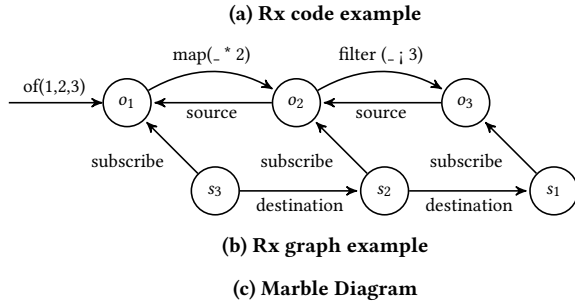 (a) Rx code example
map(_ * 2) filter (_ ¡ 3)
of(1,2,3)
o1 o2 o3
source source
subscribe subscribe subscribe
s3 s2 s1
destination destination
(b) Rx graph example
(c) Marble Diagram